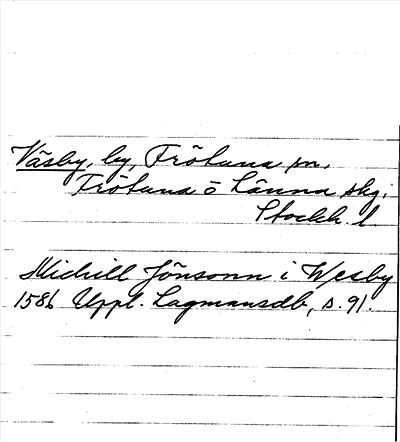 Väsby, by, Frötuna sn,
Frötuna o Länna skg;
Stockh. l.
Michill Jönsonn i Wesby
1586 Uppl. Lagmansdb, s. 91.